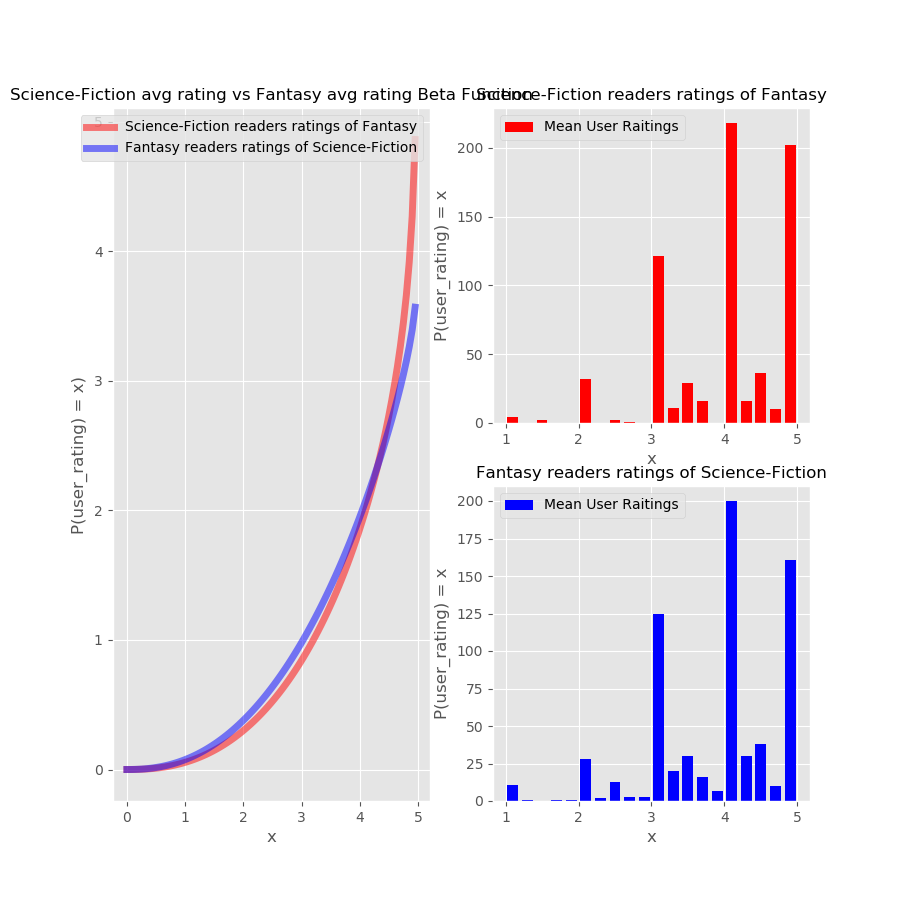 Science-Fiction avg rating vs Fantasy avg rating Beta Function
Science-Fiction readers ratings of Fantasy
Fantasy readers ratings of Science-Fiction
P(user_rating) = x)
5
4
3
2
1
0
0 1 2 3 4 5
x
Science-Fiction readers ratings of Fantasy
Mean User Raitings
P(user_rating) = x
200
150
100
50
0
1 2 3 4 5
x
Fantasy readers ratings of Science-Fiction
Mean User Raitings
P(user_rating) = x
200
175
150
125
100
75
50
25
0
1 2 3 4 5
x